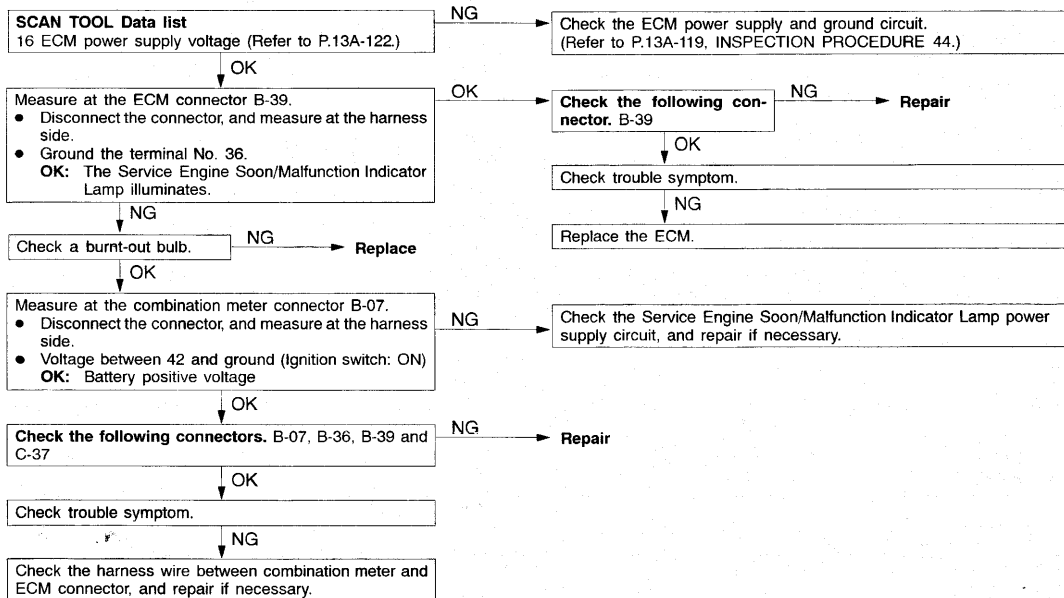 SCAN TOOL Data list
16 ECM power supply voltage (Refer to P.13A-122.)
NG
Check the ECM power supply and ground circuit.
(Refer to P.13A-119, INSPECTION PROCEDURE 44.)
OK
Measure at the ECM connector B-39.
● Disconnect the connector, and measure at the harness
side.
● Ground the terminal No. 36.
OK: The Service Engine Soon/Malfunction Indicator
Lamp illuminates.
OK
Check the following con-
nector. B-39
NG
Repair
OK
Check trouble symptom.
NG
Replace the ECM.
NG
Check a burnt-out bulb.
NG
Replace
OK
Measure at the combination meter connector B-07.
● Disconnect the connector, and measure at the harness
side.
● Voltage between 42 and ground (Ignition switch: ON)
OK: Battery positive voltage
NG
Check the Service Engine Soon/Malfunction Indicator Lamp power
supply circuit, and repair if necessary.
OK
Check the following connectors. B-07, B-36, B-39 and
C-37
NG
Repair
OK
Check trouble symptom.
NG
Check the harness wire between combination meter and
ECM connector, and repair if necessary.